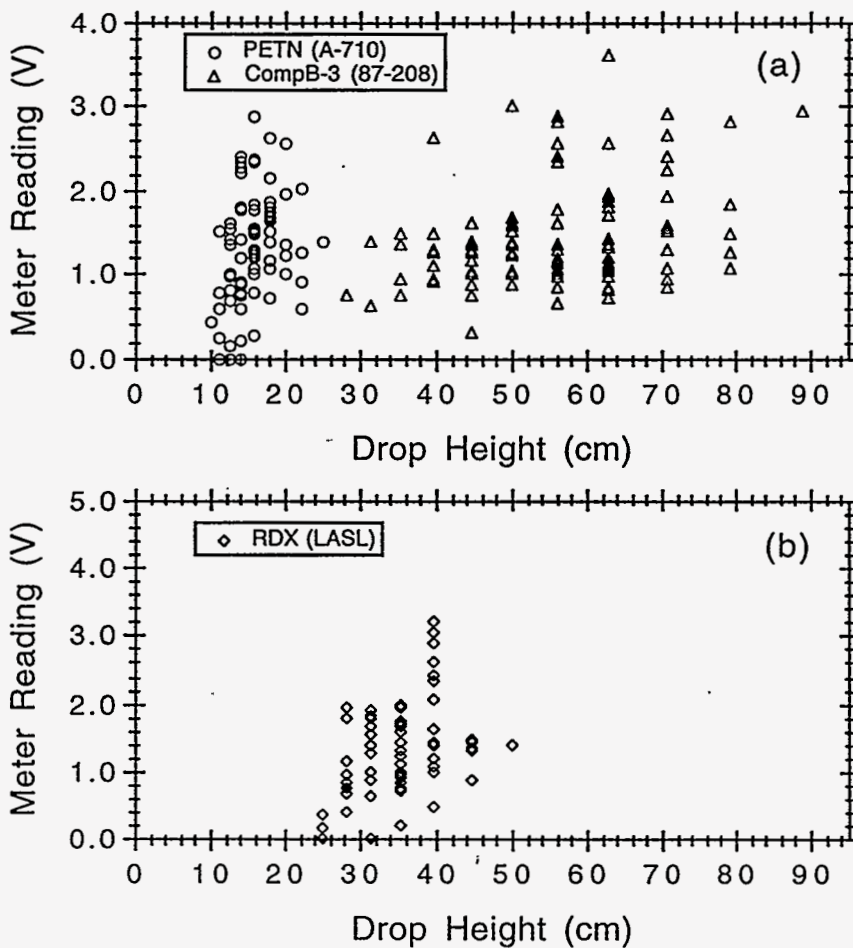 4.0
PETN (A-710)
CompB-3 (87-208)
(a)
3.0
2.0
1.0
0.0
Meter Reading (V)
0 10 20 30 40 50 60 70 80 90
Drop Height (cm)
5.0
RDX (LASL)
(b)
4.0
3.0
2.0
1.0
0.0
Meter Reading (V)
0 10 20 30 40 50 60 70 80 90
Drop Height (cm)